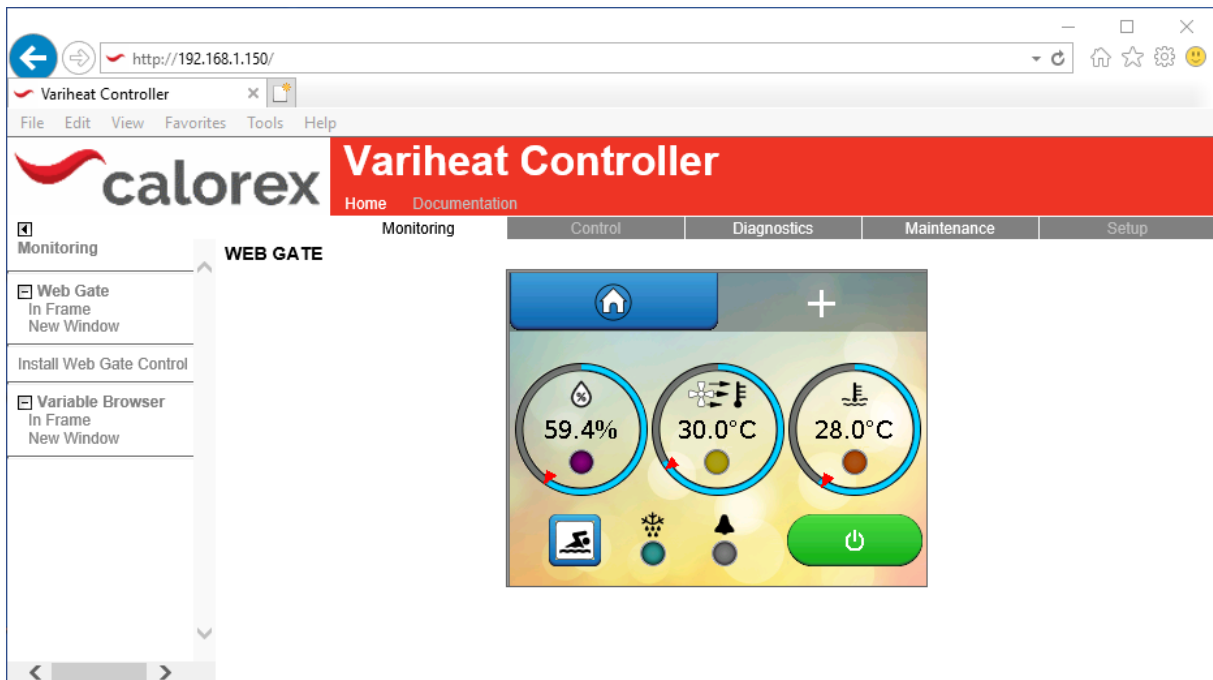 http://192.168.1.150/
Variheat Controller
File Edit View Favorites Tools Help
calorex
Variheat Controller
Home Documentation
Monitoring Control Diagnostics Maintenance Setup
Monitoring
WEB GATE
Web Gate
In Frame
New Window
Install Web Gate Control
Variable Browser
In Frame
New Window
%
59.4% 30.0°C 28.0°C